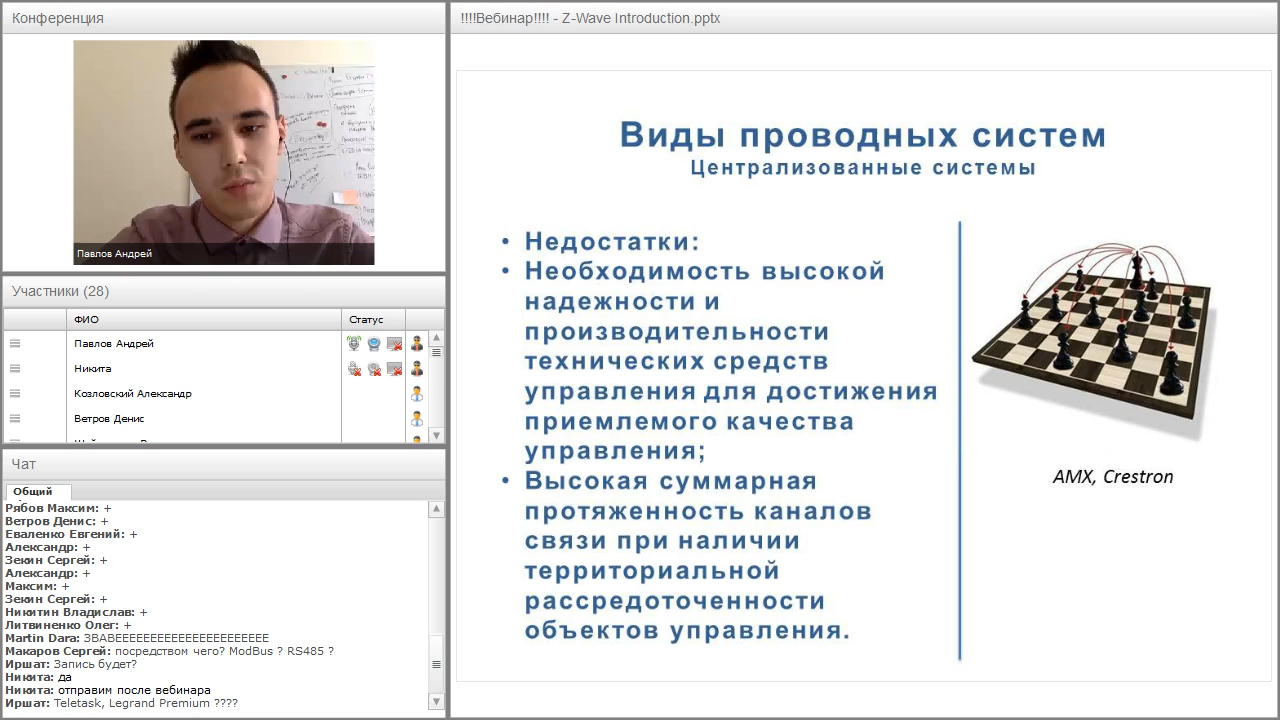 Конференция
Павлов Андрей
Участники (28)
ФИО
Статус
Павлов Андрей
Никита
Козловский Александр
Ветров Денис
Чат
Общий
Рябов Максим: +
Ветров Денис: +
Еваленко Евгений: +
Александр: +
Зекин Сергей: +
Александр: +
Максим: +
Зекин Сергей: +
Никитин Владислав: +
Литвиненко Олег: +
Martin Dara: ЗВАВЕЕЕЕЕЕЕЕЕЕЕЕЕЕЕЕЕЕЕЕЕ
Макаров Сергей: посредством чего? ModBus ? RS485 ?
Иршат: Запись будет?
Никита: да
Никита: отправим после вебинара
Иршат: Teletask, Legrand Premium ????
!!!!Вебинар!!!! - Z-Wave Introduction.pptx
Виды проводных систем
Централизованные системы
• Недостатки:
• Необходимость высокой
надежности и
производительности
технических средств
управления для достижения
приемлемого качества
управления;
• Высокая суммарная
протяженность каналов
связи при наличии
территориальной
рассредоточенности
объектов управления.
AMX, Crestron